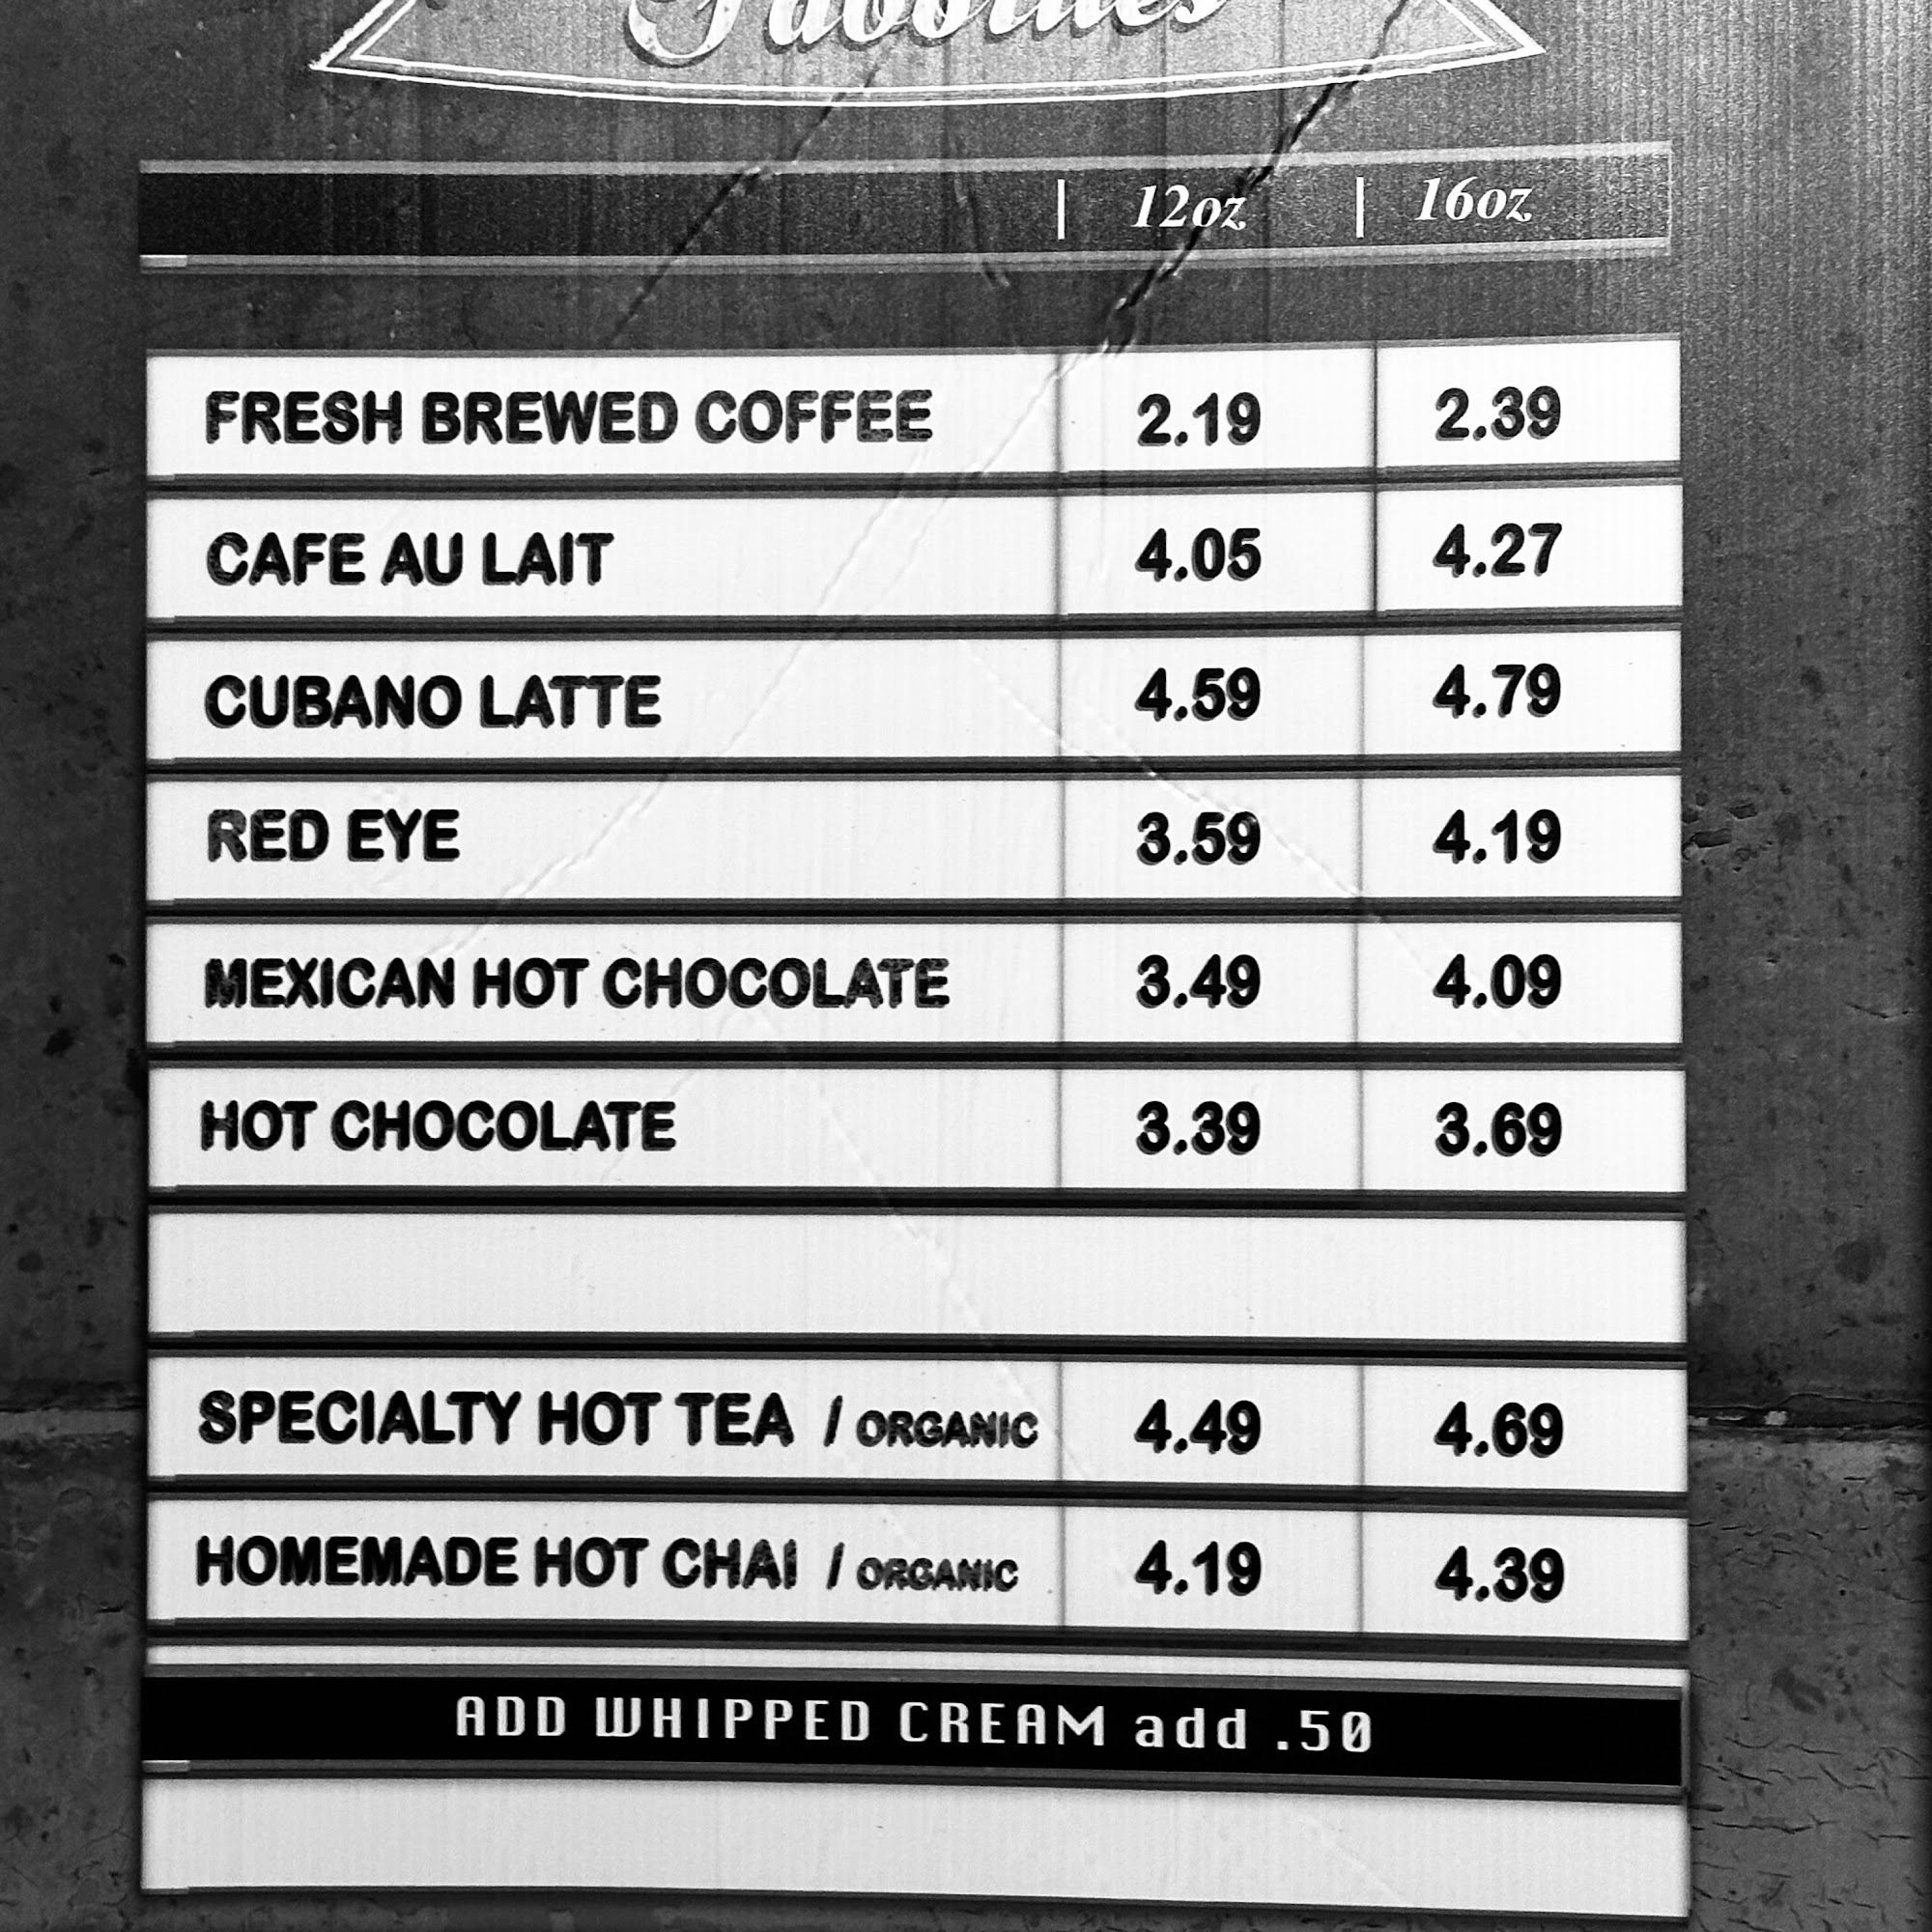 Favorites
| 12oz | 16oz
FRESH BREWED COFFEE 2.19 2.39
CAFE AU LAIT 4.05 4.27
CUBANO LATTE 4.59 4.79
RED EYE 3.59 4.19
MEXICAN HOT CHOCOLATE 3.49 4.09
HOT CHOCOLATE 3.39 3.69
SPECIALTY HOT TEA / ORGANIC 4.49 4.69
HOMEMADE HOT CHAI / ORGANIC 4.19 4.39
ADD WHIPPED CREAM add .50